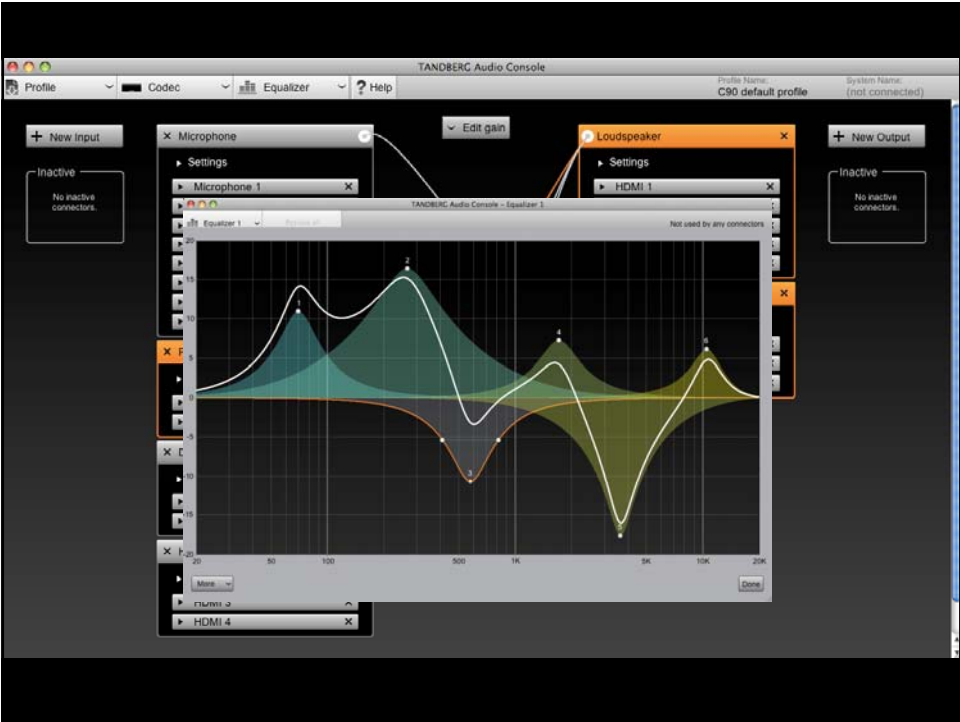 TANDBERG Audio Console
Profile
Codec
Equalizer
? Help
Profile Name:
C90 default profile
System Name:
(not connected)
+ New Input
× Microphone
Edit gain
Loudspeaker ×
+ New Output
Inactive
No inactive
connectors.
Settings
Settings
Inactive
No inactive
connectors.
Microphone 1 ×
HDMI 1 ×
TANDBERG Audio Console - Equalizer 1
Equalizer 1
Not used by any connectors
20
15
10
5
0
-5
-10
-15
-20
1
2
3
4
5
6
20
50
100
500
1K
5K
10K
20K
More
Done
HDMI 3 ×
HDMI 4 ×